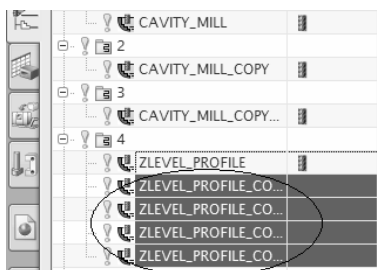 CAVITY_MILL
2
CAVITY_MILL_COPY
3
CAVITY_MILL_COPY...
4
ZLEVEL_PROFILE
ZLEVEL_PROFILE_CO...
ZLEVEL_PROFILE_CO...
ZLEVEL_PROFILE_CO...
ZLEVEL_PROFILE_CO...